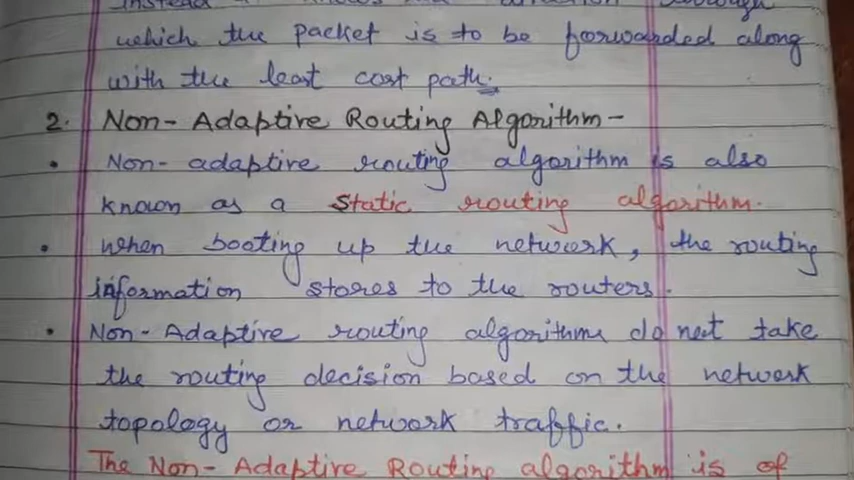 which the packet is to be forwarded along
with the least cost path.
2. Non-Adaptive Routing Algorithm-
• Non-adaptive routing algorithm is also
known as a static routing algorithm.
• When booting up the network, the routing
information stores to the routers.
• Non-Adaptive routing algorithms do not take
the routing decision based on the network
topology or network traffic.
The Non-Adaptive Routing algorithm is of